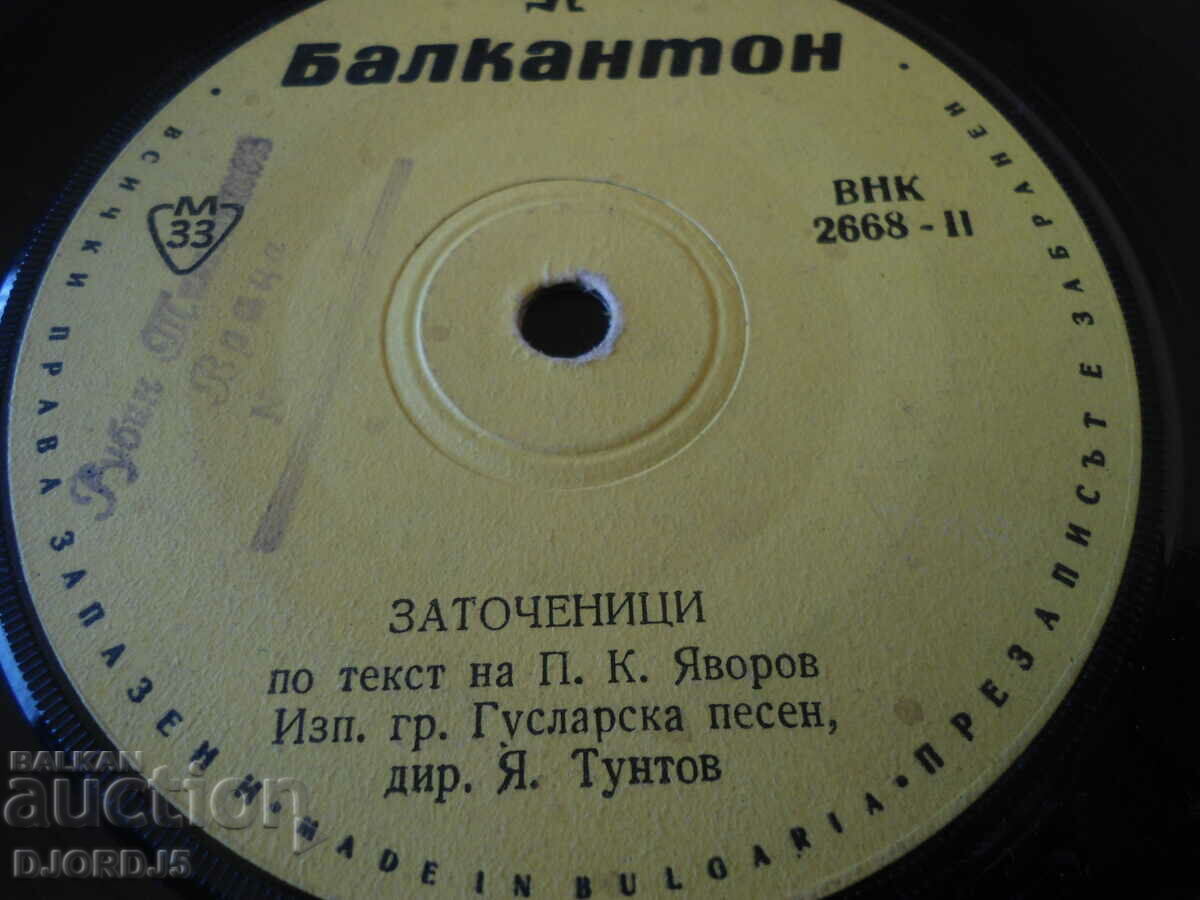 Балкантон
M
33
ВНК
2668 - II
ЗАТОЧЕНИЦИ
по текст на П. К. Яворов
Изп. гр. Гусларска песен,
дир. Я. Тунтов
ВСИЧКИ ПРАВА ЗАПАЗЕНИ • MADE IN BULGARIA • ПРЕЗАПИСЪТ Е ЗАБРАНЕН
Враца
BALKAN
auction
DJORDJ5